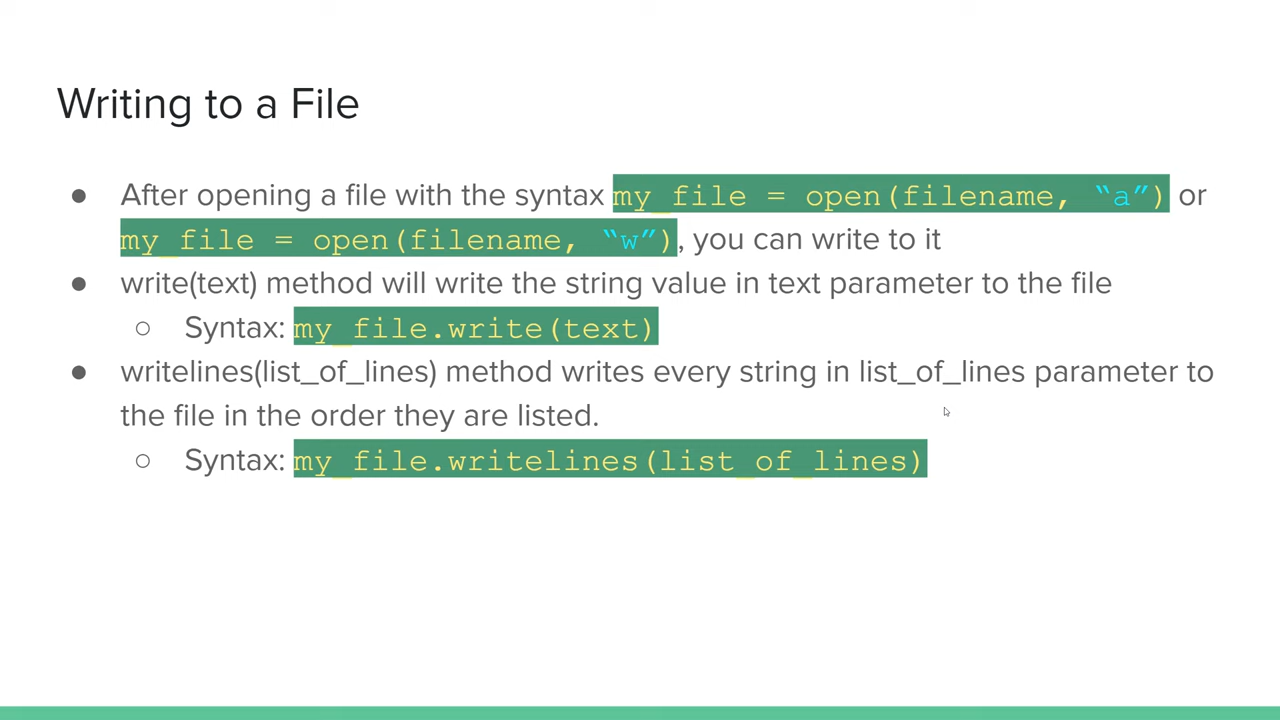 Writing to a File
● After opening a file with the syntax my_file = open(filename, “a”) or
my_file = open(filename, “w”), you can write to it
● write(text) method will write the string value in text parameter to the file
○ Syntax: my_file.write(text)
● writelines(list_of_lines) method writes every string in list_of_lines parameter to
the file in the order they are listed.
○ Syntax: my_file.writelines(list_of_lines)